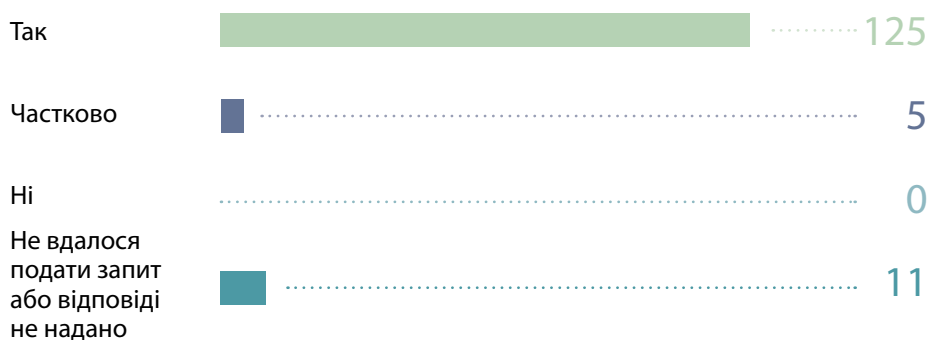 Так 125
Частково 5
Ні 0
Не вдалося
подати запит
або відповіді 11
не надано